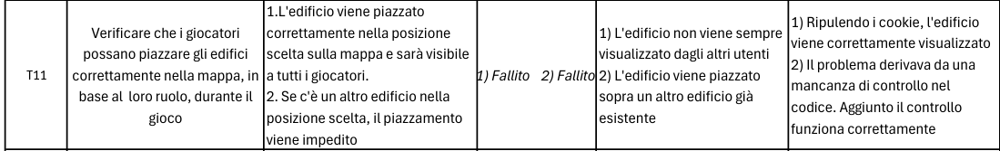 T11
Verificare che i giocatori
possano piazzare gli edifici
correttamente nella mappa, in
base al  loro ruolo, durante il
gioco
1.L'edificio viene piazzato
correttamente nella posizione
scelta sulla mappa e sarà visibile
a tutti i giocatori.
2. Se c'è un altro edificio nella
posizione scelta, il piazzamento
viene impedito
1) Fallito   2) Fallito
1) L'edificio non viene sempre
visualizzato dagli altri utenti
2) L'edificio viene piazzato
sopra un altro edificio già
esistente
1) Ripulendo i cookie, l'edificio
viene correttamente visualizzato
2) Il problema derivava da una
mancanza di controllo nel
codice. Aggiunto il controllo
funziona correttamente